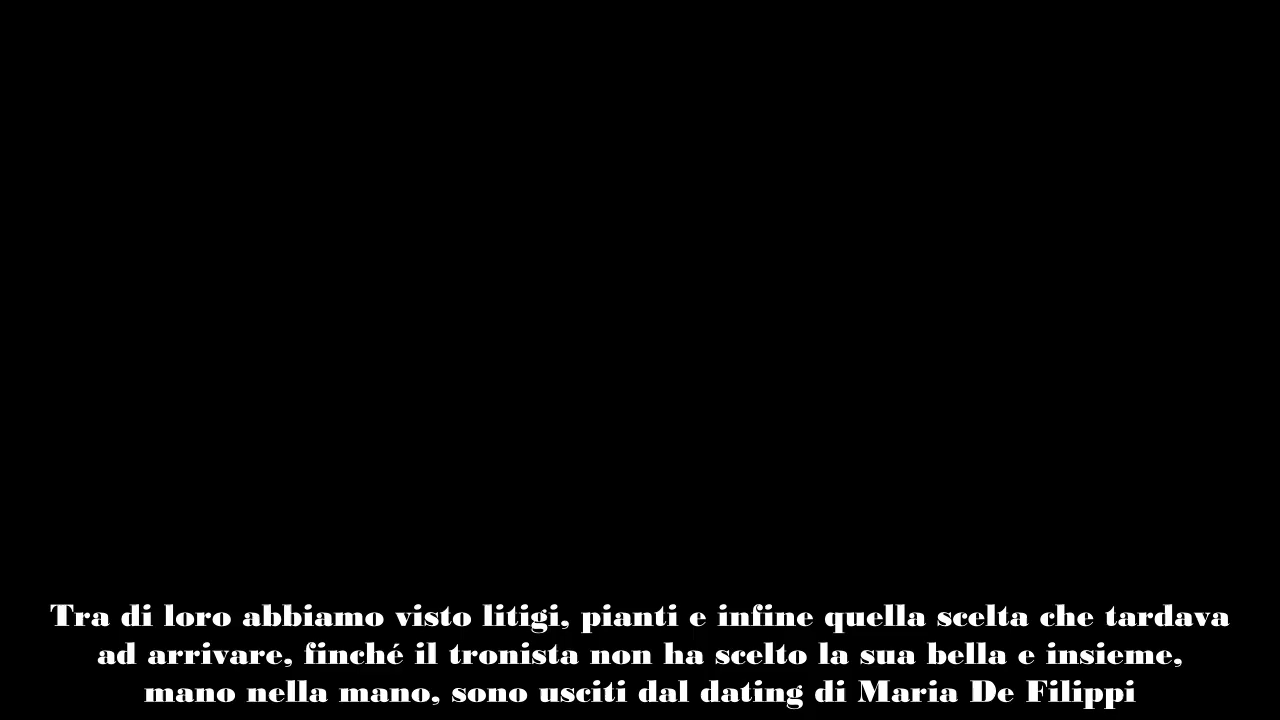 Tra di loro abbiamo visto litigi, pianti e infine quella scelta che tardava
ad arrivare, finché il tronista non ha scelto la sua bella e insieme,
mano nella mano, sono usciti dal dating di Maria De Filippi